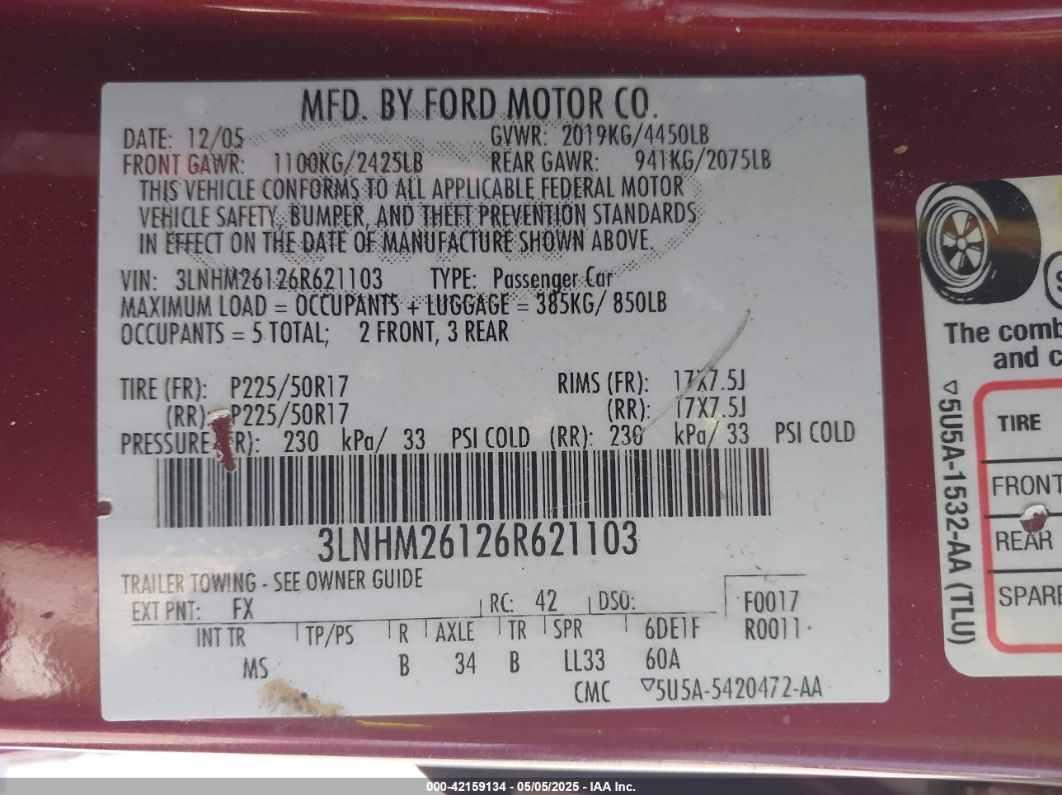 MFD. BY FORD MOTOR CO.
DATE: 12/05 GVWR: 2019KG/4450LB
FRONT GAWR: 1100KG/2425LB REAR GAWR: 941KG/2075LB
THIS VEHICLE CONFORMS TO ALL APPLICABLE FEDERAL MOTOR
VEHICLE SAFETY, BUMPER, AND THEFT PREVENTION STANDARDS
IN EFFECT ON THE DATE OF MANUFACTURE SHOWN ABOVE.
VIN: 3LNHM26126R621103 TYPE: Passenger Car
MAXIMUM LOAD = OCCUPANTS + LUGGAGE = 385KG/ 850LB
OCCUPANTS = 5 TOTAL; 2 FRONT, 3 REAR
TIRE (FR): P225/50R17 RIMS (FR): 17X7.5J
(RR): P225/50R17 (RR): 17X7.5J
PRESSURE R): 230 kPa/ 33 PSI COLD (RR): 230 kPa/ 33 PSI COLD
3LNHM26126R621103
TRAILER TOWING - SEE OWNER GUIDE
EXT PNT: FX RC: 42 DSO: F0017
INT TR TP/PS R AXLE TR SPR 6DE1F R0011
MS B 34 B LL33 60A
CMC ▽5U5A-5420472-AA
The comb
and c
▽5U5A-1532-AA (TLU)
TIRE
FRONT
REAR
SPARE
000-42159134 - 05/05/2025 - IAA Inc.